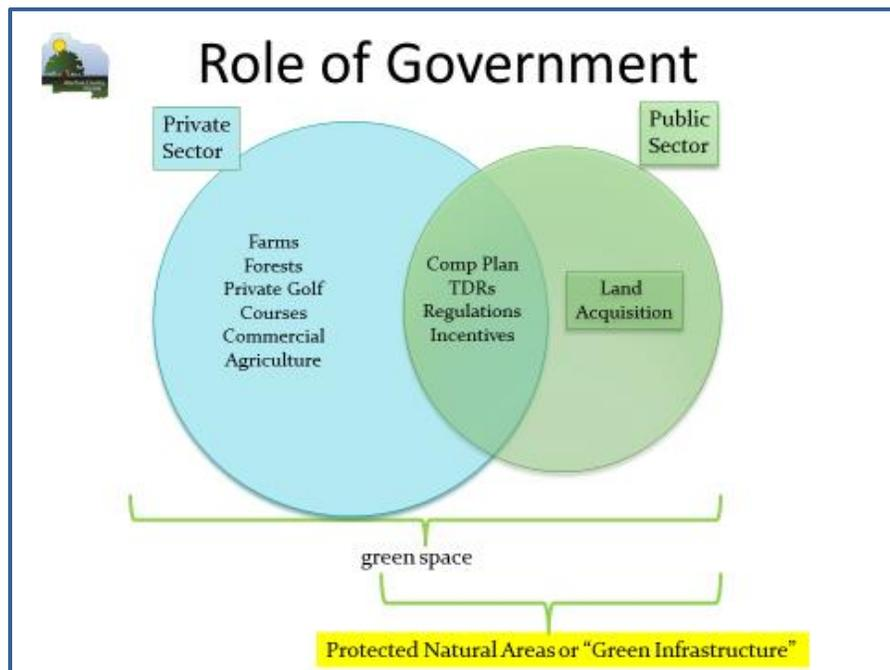 Role of Government
Private
Sector
Public
Sector
Farms
Forests
Private Golf
Courses
Commercial
Agriculture
Comp Plan
TDRs
Regulations
Incentives
Land
Acquisition
green space
Protected Natural Areas or “Green Infrastructure”